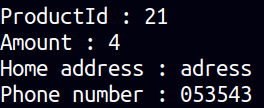 ProductId : 21
Amount : 4
Home address : adress
Phone number : 053543